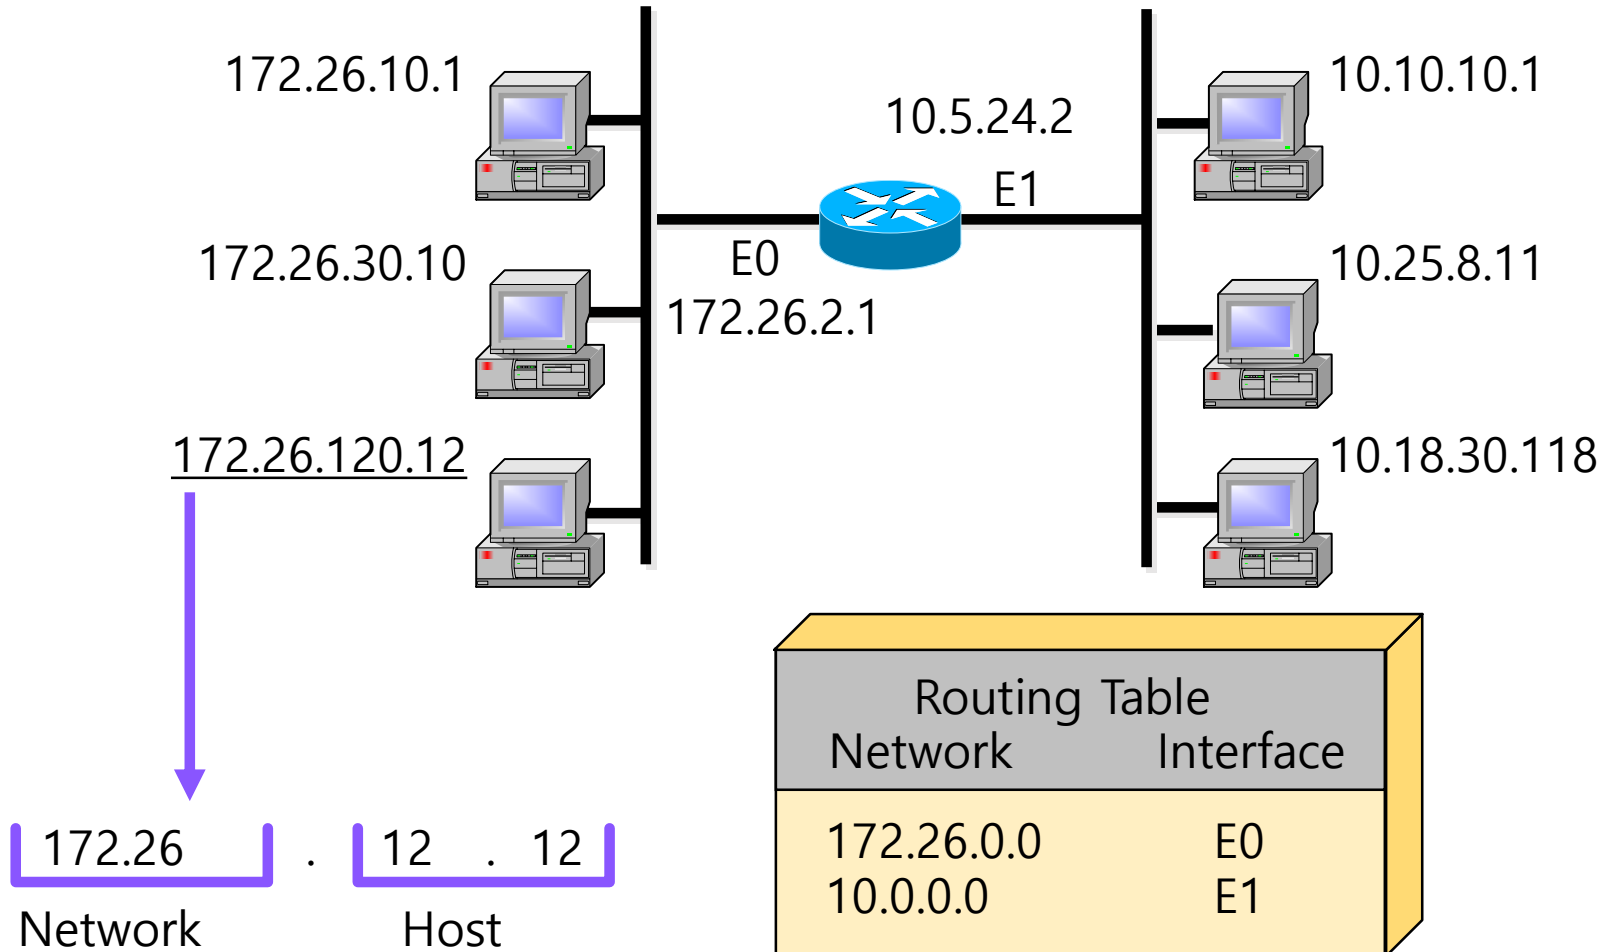 172.26.10.1
10.10.10.1
10.5.24.2
E1
172.26.30.10
E0
10.25.8.11
172.26.2.1
172.26.120.12
10.18.30.118
Routing Table
Network Interface
172.26 . 12 . 12
172.26.0.0 E0
10.0.0.0 E1
Network Host